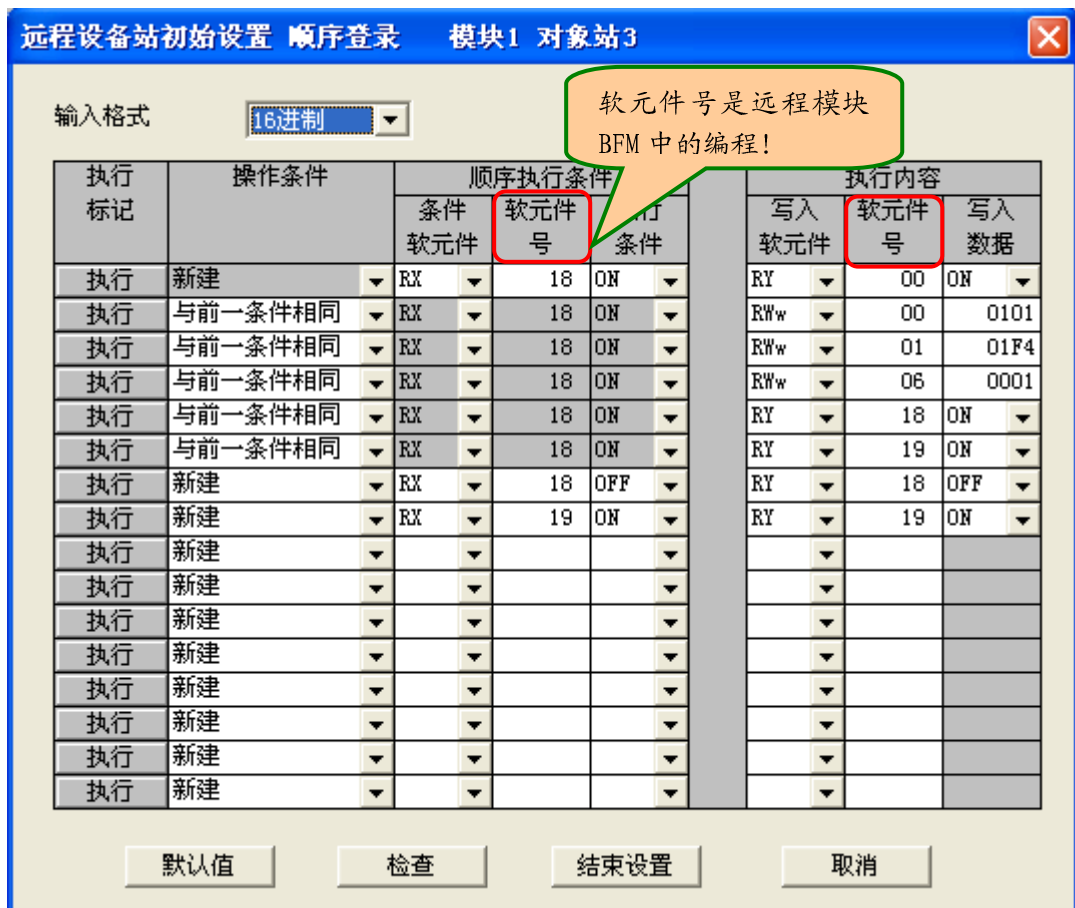 远程设备站初始设置 顺序登录 模块1 对象站3
软元件号是远程模块
BFM 中的编程!
输入格式 16进制
执行 操作条件 顺序执行条件 执行内容
标记 条件 软元件 写入 软元件 写入
软元件 号 条件 软元件 号 数据
执行 新建 RX 18 ON RY 00 ON
执行 与前一条件相同 RX 18 ON RWw 00 0101
执行 与前一条件相同 RX 18 ON RWw 01 01F4
执行 与前一条件相同 RX 18 ON RWw 06 0001
执行 与前一条件相同 RX 18 ON RY 18 ON
执行 与前一条件相同 RX 18 ON RY 19 ON
执行 新建 RX 18 OFF RY 18 OFF
执行 新建 RX 19 ON RY 19 ON
执行 新建
执行 新建
执行 新建
执行 新建
执行 新建
执行 新建
执行 新建
执行 新建
默认值 检查 结束设置 取消